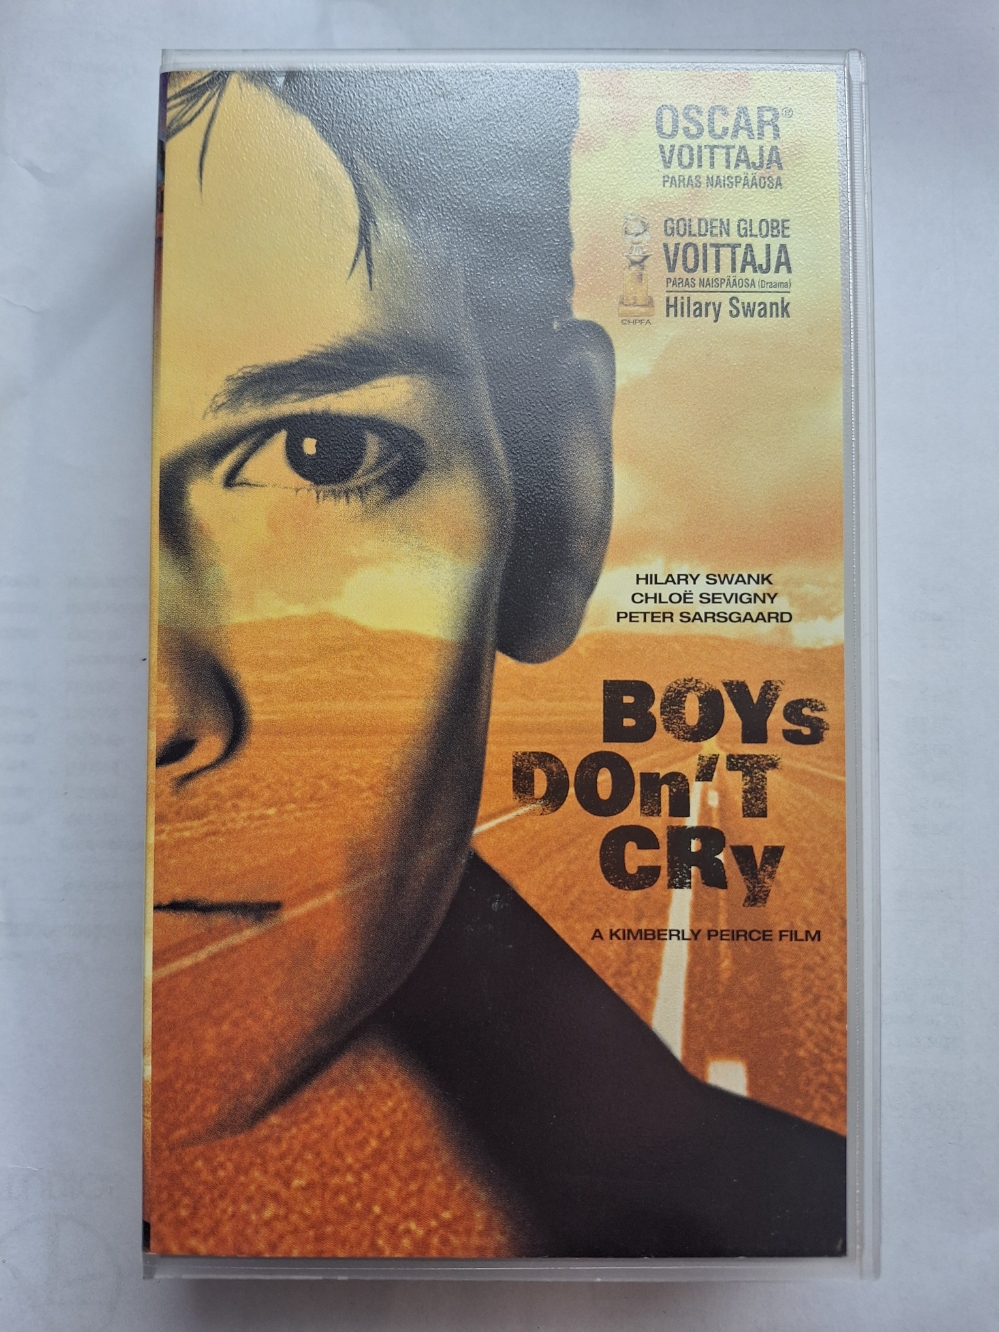 OSCAR®
VOITTAJA
PARAS NAISPÄÄOSA
GOLDEN GLOBE
VOITTAJA
PARAS NAISPÄÄOSA (Draama)
Hilary Swank
©HPFA
HILARY SWANK
CHLOË SEVIGNY
PETER SARSGAARD
BOYs
DOn'T
CRy
A KIMBERLY PEIRCE FILM